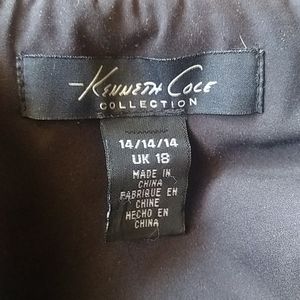 KENNETH COLE
COLLECTION
14/14/14
UK 18
MADE IN
CHINA
FABRIQUE EN
CHINE
HECHO EN
CHINA